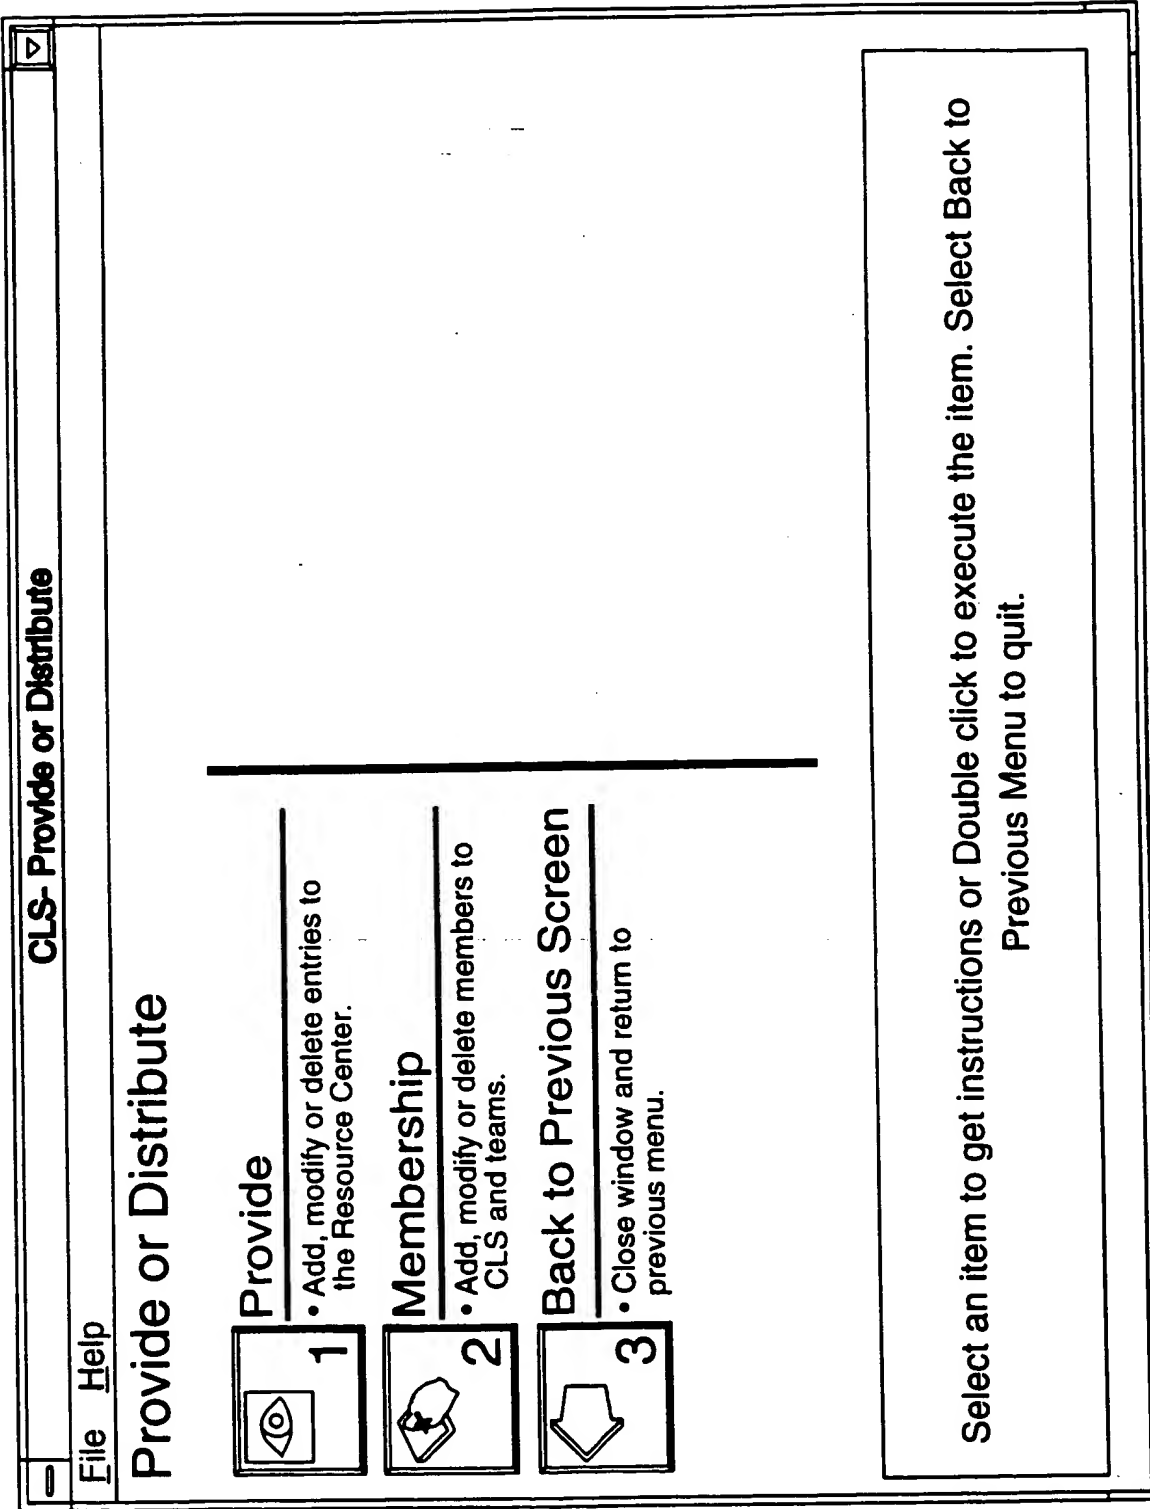 CLS- Provide or Distribute
File Help
Provide or Distribute
1
Provide
• Add, modify or delete entries to
the Resource Center.
2
Membership
• Add, modify or delete members to
CLS and teams.
3
Back to Previous Screen
• Close window and return to
previous menu.
Select an item to get instructions or Double click to execute the item. Select Back to
Previous Menu to quit.